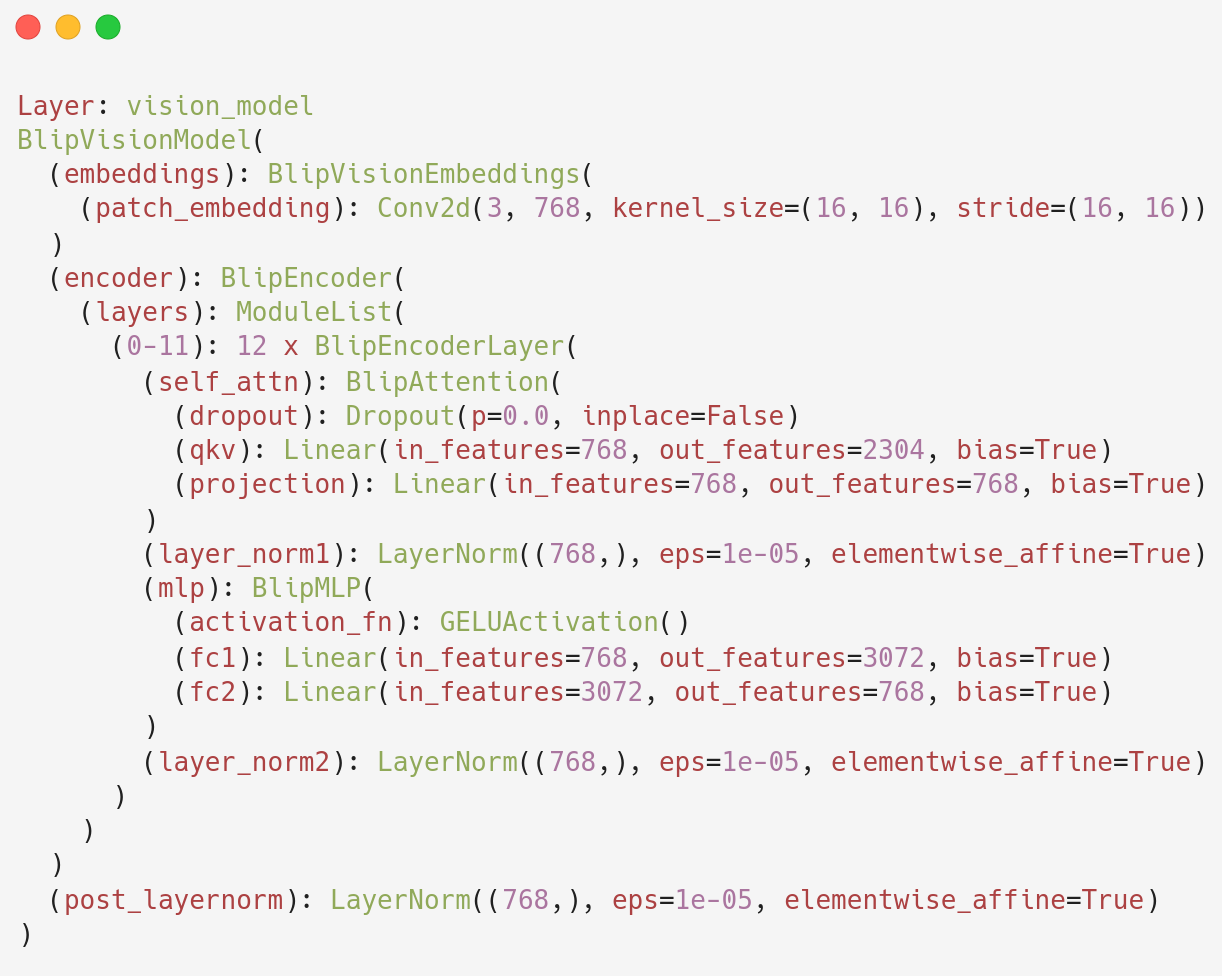 Layer: vision_model
BlipVisionModel(
  (embeddings): BlipVisionEmbeddings(
    (patch_embedding): Conv2d(3, 768, kernel_size=(16, 16), stride=(16, 16))
  )
  (encoder): BlipEncoder(
    (layers): ModuleList(
      (0-11): 12 x BlipEncoderLayer(
        (self_attn): BlipAttention(
          (dropout): Dropout(p=0.0, inplace=False)
          (qkv): Linear(in_features=768, out_features=2304, bias=True)
          (projection): Linear(in_features=768, out_features=768, bias=True)
        )
        (layer_norm1): LayerNorm((768,), eps=1e-05, elementwise_affine=True)
        (mlp): BlipMLP(
          (activation_fn): GELUActivation()
          (fc1): Linear(in_features=768, out_features=3072, bias=True)
          (fc2): Linear(in_features=3072, out_features=768, bias=True)
        )
        (layer_norm2): LayerNorm((768,), eps=1e-05, elementwise_affine=True)
      )
    )
  )
  (post_layernorm): LayerNorm((768,), eps=1e-05, elementwise_affine=True)
)